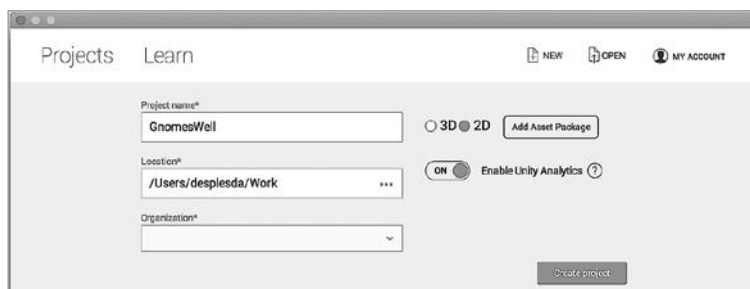 Projects Learn NEW OPEN MY ACCOUNT
Project name*
GnomesWell 3D 2D Add Asset Package
Location*
/Users/desplesda/Work ••• ON Enable Unity Analytics ?
Organization*
Create project